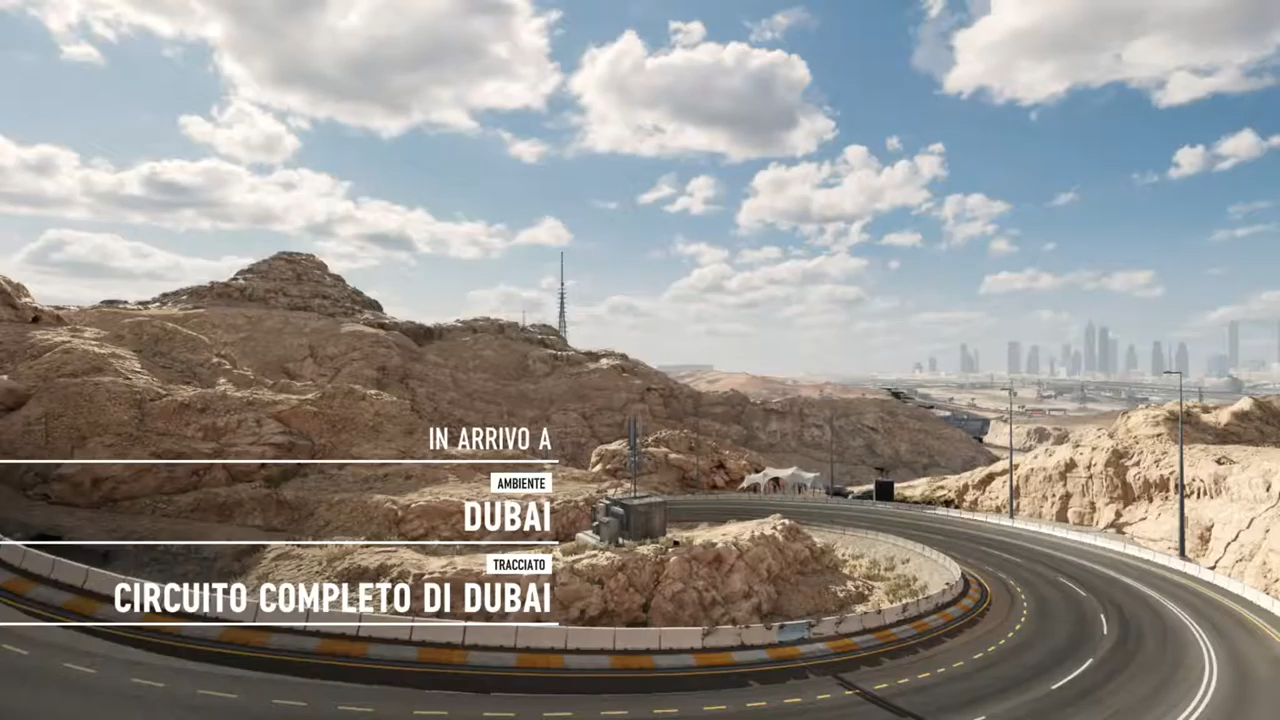 IN ARRIVO A
AMBIENTE
DUBAI
TRACCIATO
CIRCUITO COMPLETO DI DUBAI